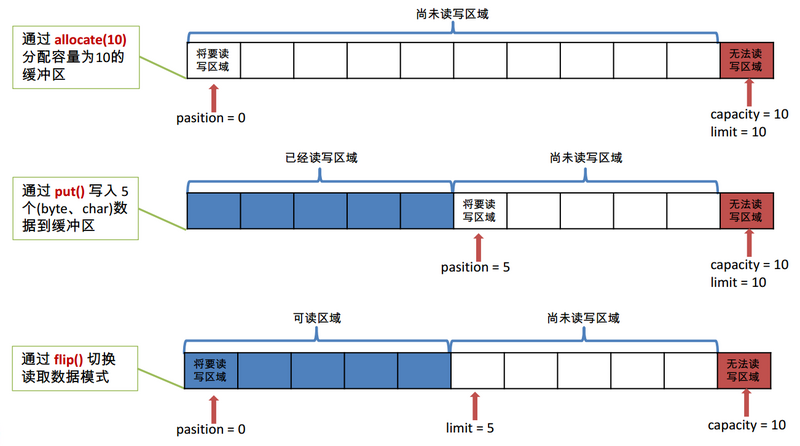 尚未读写区域
通过 allocate(10)
分配容量为10的
缓冲区
将要读
写区域
无法读
写区域
pasition = 0
capacity = 10
limit = 10
已经读写区域
尚未读写区域
通过 put() 写入 5
个(byte、char)数
据到缓冲区
将要读
写区域
无法读
写区域
pasition = 5
capacity = 10
limit = 10
可读区域
尚未读写区域
通过 flip() 切换
读取数据模式
将要读
写区域
无法读
写区域
pasition = 0
limit = 5
capacity = 10